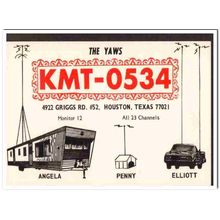 THE YAWS
KMT-0534
4922 GRIGGS RD. #52, HOUSTON, TEXAS 77021
Monitor 12 All 23 Channels
ANGELA PENNY ELLIOTT